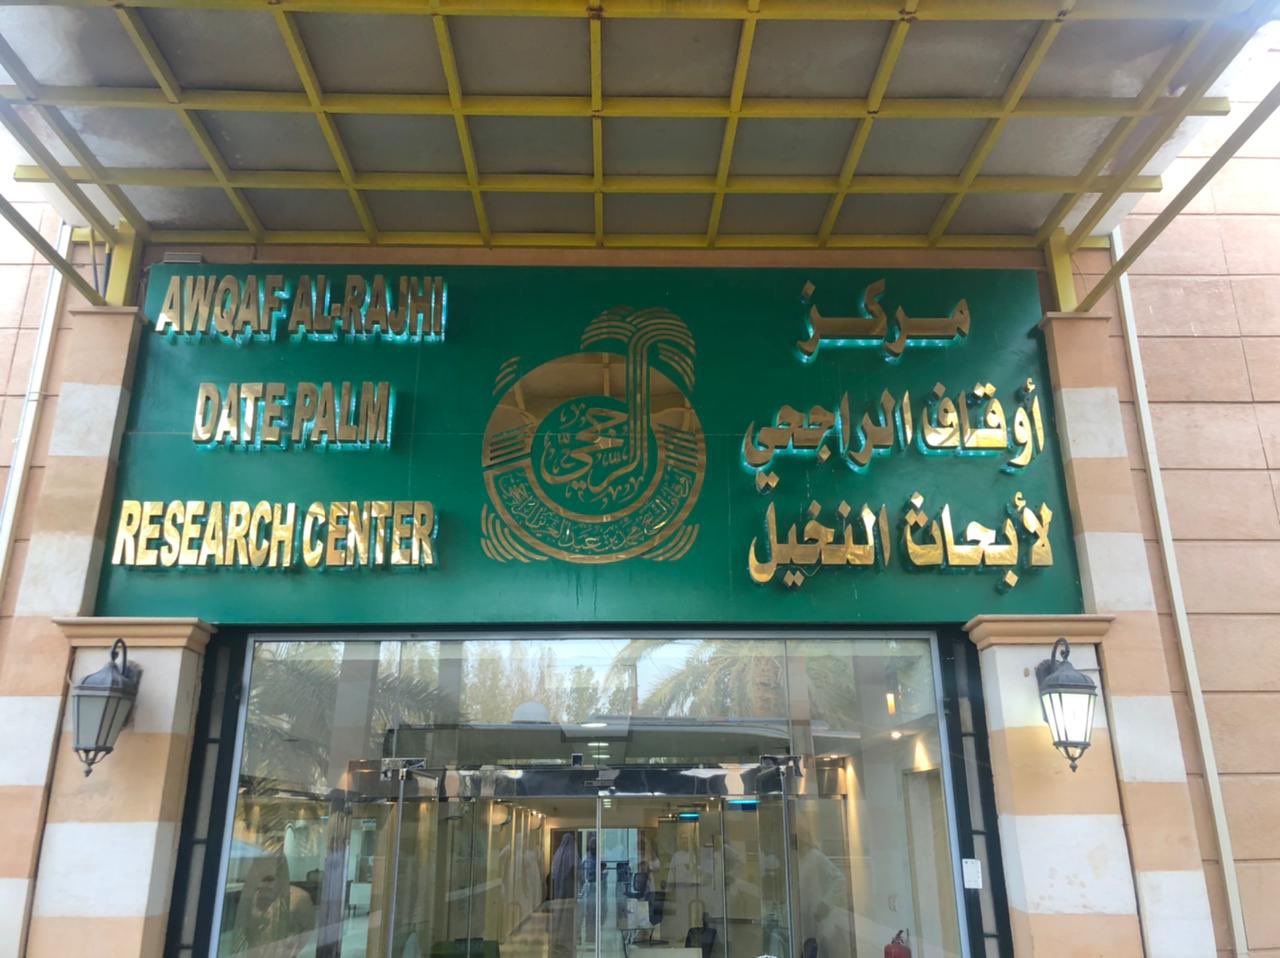 AWQAF AL-RAJHI
DATE PALM
RESEARCH CENTER
مركز
أوقاف الراجحي
لأبحاث النخيل
الراجحي